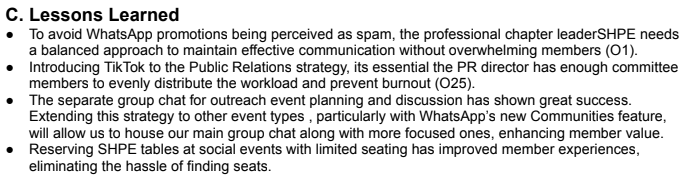 C. Lessons Learned
● To avoid WhatsApp promotions being perceived as spam, the professional chapter leaderSHPE needs
a balanced approach to maintain effective communication without overwhelming members (O1).
● Introducing TikTok to the Public Relations strategy, its essential the PR director has enough committee
members to evenly distribute the workload and prevent burnout (O25).
● The separate group chat for outreach event planning and discussion has shown great success.
Extending this strategy to other event types , particularly with WhatsApp's new Communities feature,
will allow us to house our main group chat along with more focused ones, enhancing member value.
● Reserving SHPE tables at social events with limited seating has improved member experiences,
eliminating the hassle of finding seats.